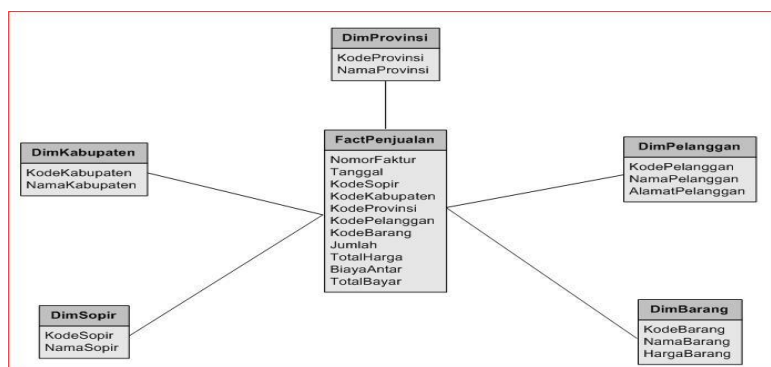 DimProvinsi
KodeProvinsi
NamaProvinsi
FactPenjualan
NomorFaktur
Tanggal
KodeSopir
KodeKabupaten
KodeProvinsi
KodePelanggan
KodeBarang
Jumlah
TotalHarga
BiayaAntar
TotalBayar
DimKabupaten
KodeKabupaten
NamaKabupaten
DimPelanggan
KodePelanggan
NamaPelanggan
AlamatPelanggan
DimSopir
KodeSopir
NamaSopir
DimBarang
KodeBarang
NamaBarang
HargaBarang